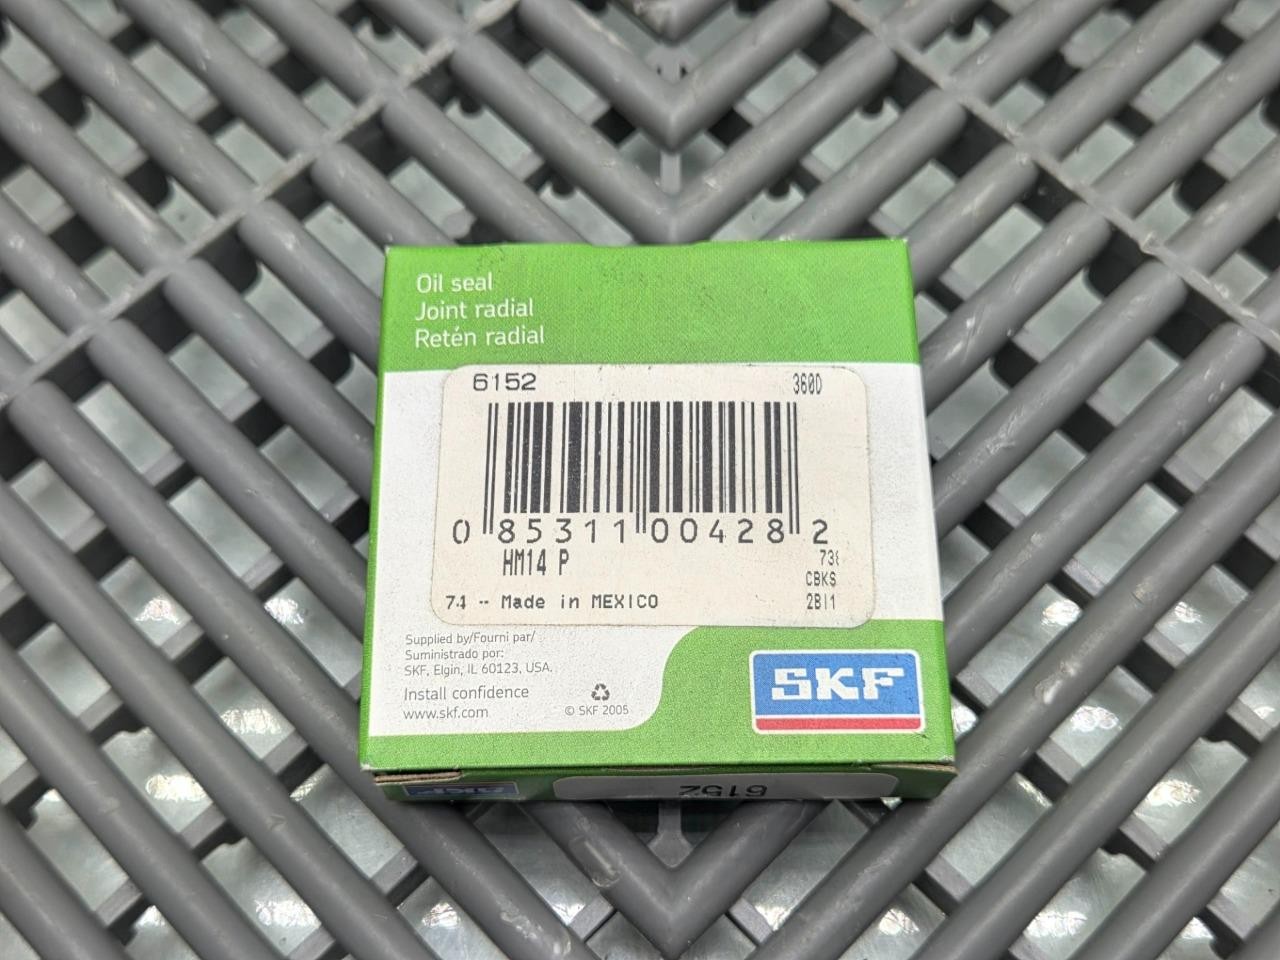 Oil seal
Joint radial
Retén radial
6152 360D
0 85311 00428 2
HM14 P
CBKS
74 -- Made in MEXICO 2BI1
Supplied by/Fourni par/
Suministrado por:
SKF, Elgin, IL 60123, USA.
Install confidence
www.skf.com © SKF 2005
SKF
SKF
6152